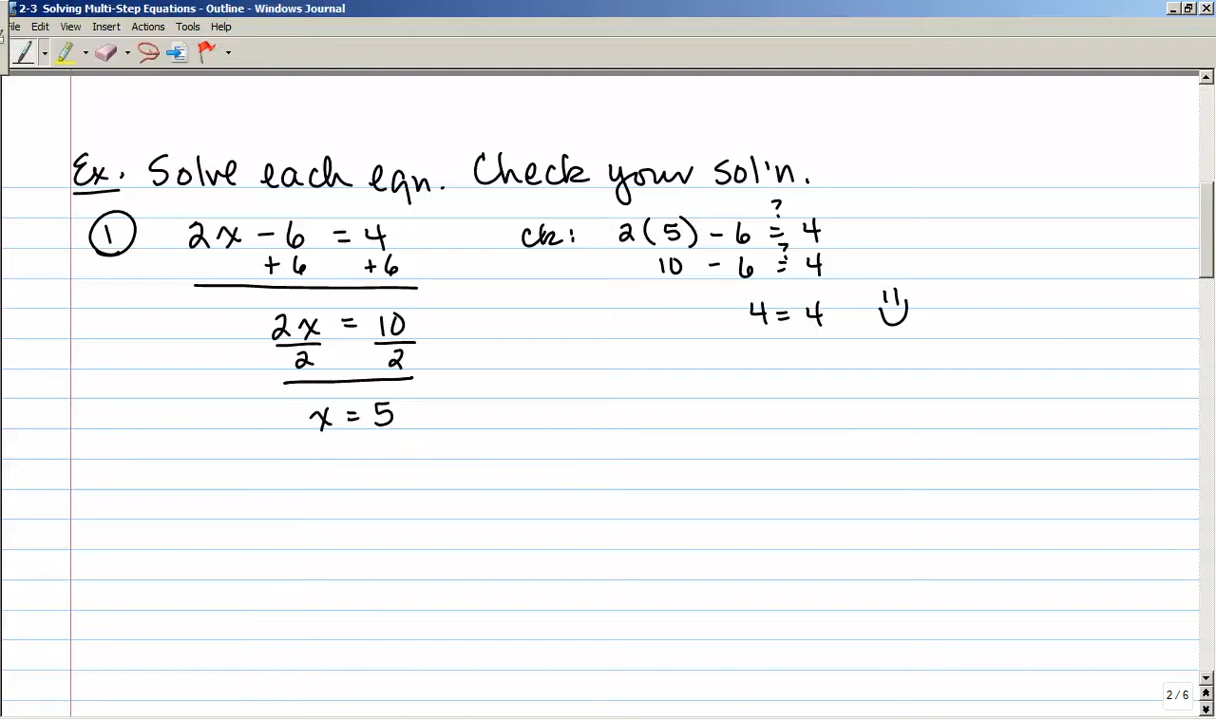 2-3 Solving Multi-Step Equations - Outline - Windows Journal
File Edit View Insert Actions Tools Help
Ex. Solve each eqn. Check your sol'n.
① 2x - 6 = 4
+ 6 +6
2x = 10
2 2
x = 5
ck: 2(5) - 6 ?= 4
10 - 6 ?= 4
4 = 4
2 / 6